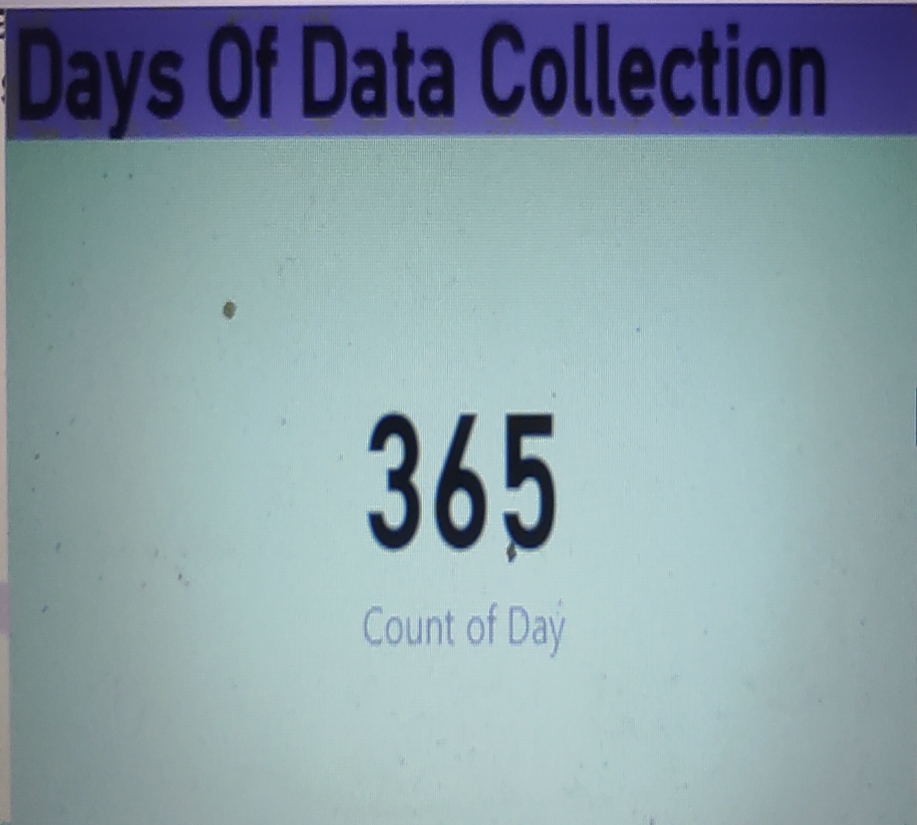 Days Of Data Collection
365
Count of Day